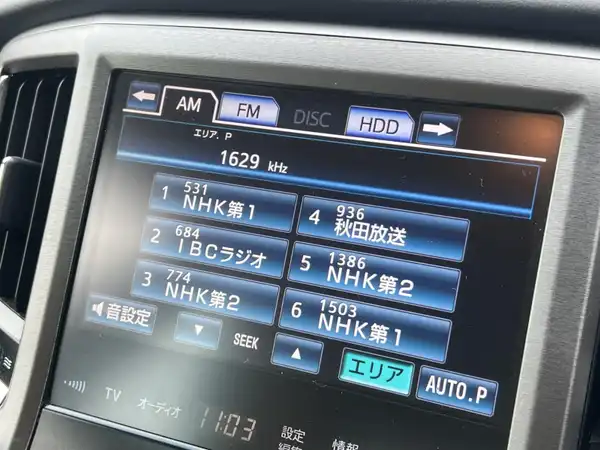 AM FM DISC HDD
エリア. P
1629 kHz
1 531 NHK第1
2 684 IBCラジオ
3 774 NHK第2
4 936 秋田放送
5 1386 NHK第2
6 1503 NHK第1
音設定 SEEK エリア AUTO.P
TV オーディオ 11:03 設定 情報
編集